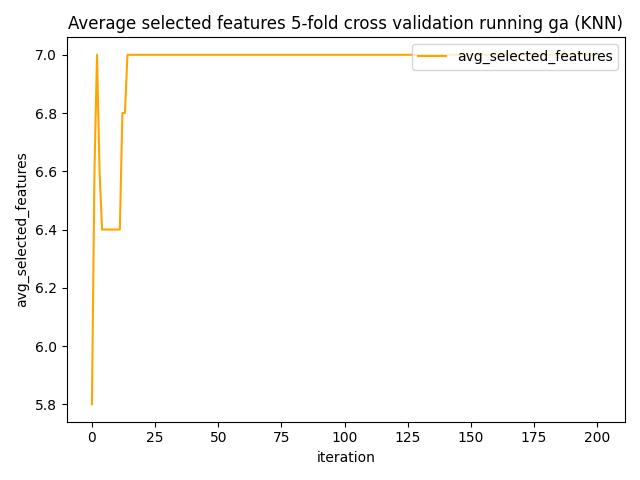 Average selected features 5-fold cross validation running ga (KNN)
avg_selected_features
7.0
6.8
6.6
6.4
6.2
6.0
5.8
avg_selected_features
0 25 50 75 100 125 150 175 200
iteration